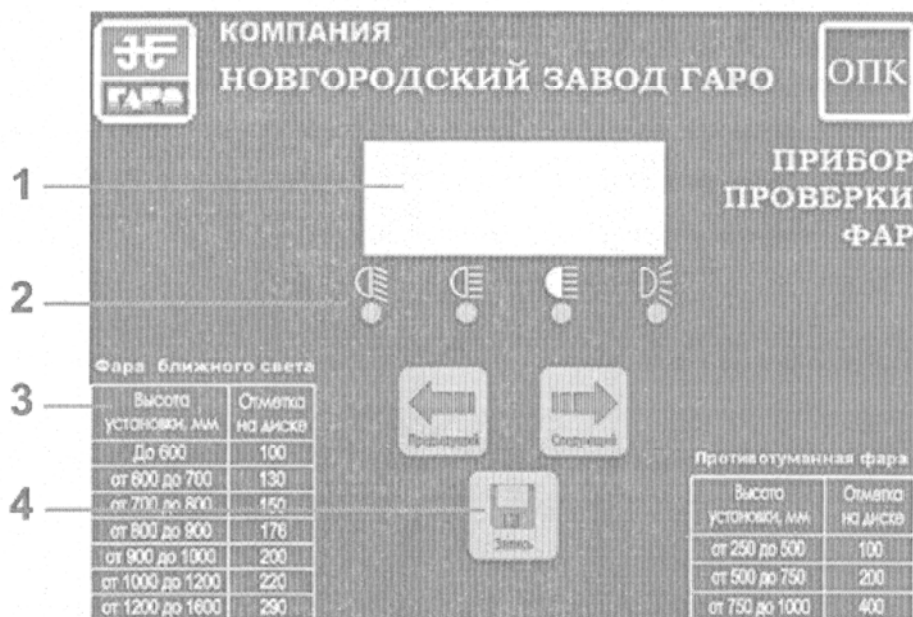 КОМПАНИЯ
НОВГОРОДСКИЙ ЗАВОД ГАРО
ГАРО
ОПК
ПРИБОР
ПРОВЕРКИ
ФАР
1
2
3
4
Фара ближнего света
Высота установки, мм Отметка на диске
До 600 100
от 600 до 700 130
от 700 до 800 150
от 800 до 900 176
от 900 до 1000 200
от 1000 до 1200 220
от 1200 до 1600 290
Предыдущий
Следующий
Запись
Противотуманная фара
Высота установки, мм Отметка на диске
от 250 до 500 100
от 500 до 750 200
от 750 до 1000 400